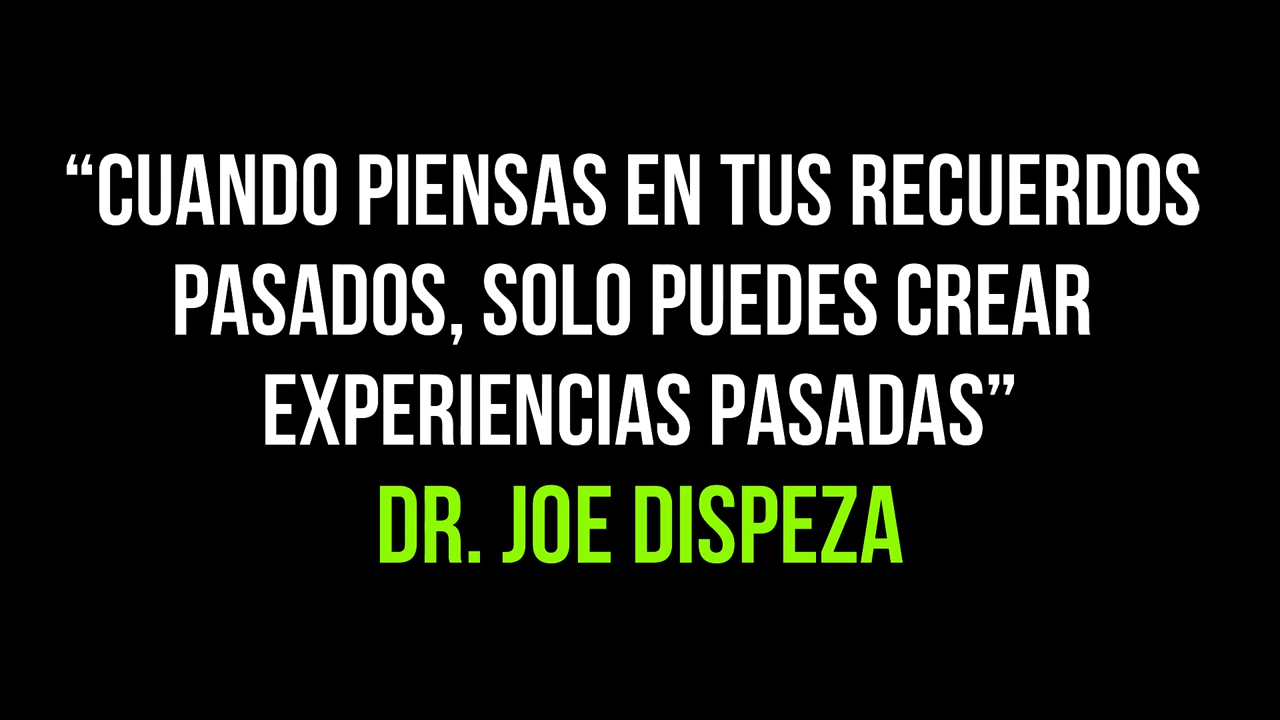 “CUANDO PIENSAS EN TUS RECUERDOS
PASADOS, SOLO PUEDES CREAR
EXPERIENCIAS PASADAS”
DR. JOE DISPEZA